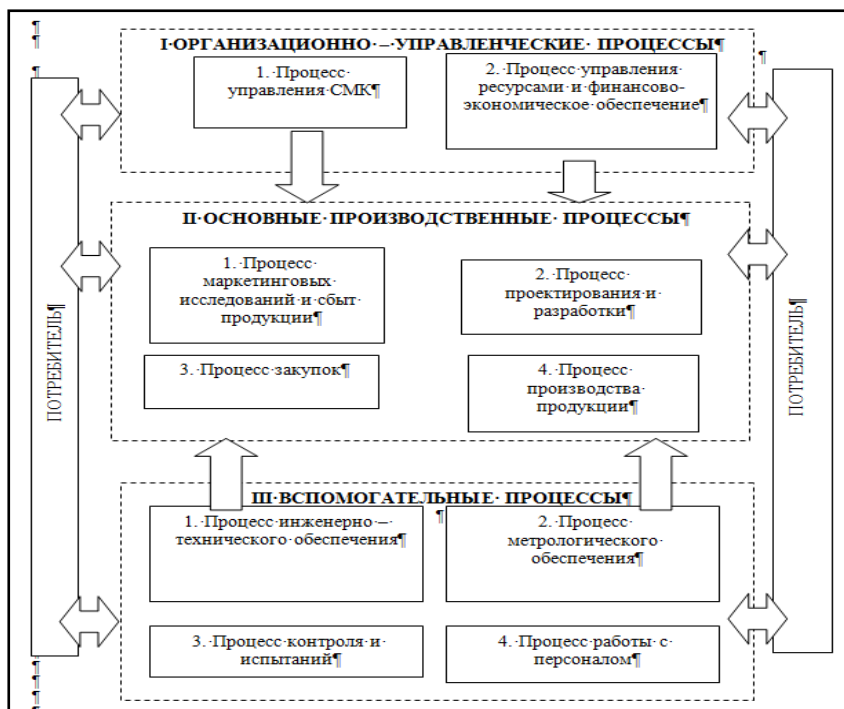 I ОРГАНИЗАЦИОННО – УПРАВЛЕНЧЕСКИЕ ПРОЦЕССЫ¶
1. Процесс
управления СМК¶
2. Процесс управления
ресурсами и финансово-
экономическое обеспечение¶
ПОТРЕБИТЕЛЬ¶
ПОТРЕБИТЕЛЬ¶
II ОСНОВНЫЕ ПРОИЗВОДСТВЕННЫЕ ПРОЦЕССЫ¶
1. Процесс
маркетинговых
исследований и сбыт
продукции¶
2. Процесс
проектирования и
разработки¶
3. Процесс закупок¶
4. Процесс
производства
продукции¶
III ВСПОМОГАТЕЛЬНЫЕ ПРОЦЕССЫ¶
1. Процесс инженерно –
технического обеспечения¶
2. Процесс
метрологического
обеспечения¶
3. Процесс контроля и
испытаний¶
4. Процесс работы с
персоналом¶